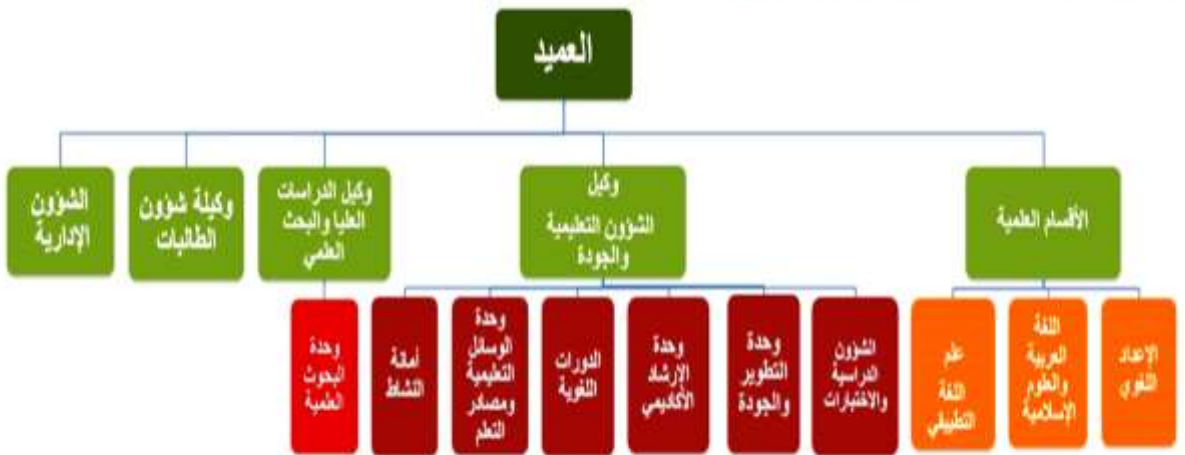 العميد
الأقسام العلمية
وكيل
الشؤون التعليمية
والجودة
وكيل الدراسات
العليا والبحث
العلمي
وكيلة شؤون
الطالبات
الشؤون
الإدارية
الإعداد
اللغوي
اللغة
العربية
والعلوم
الإسلامية
علم
اللغة
التطبيقي
الشؤون
الدراسية
والاختبارات
وحدة
التطوير
والجودة
وحدة
الإرشاد
الأكاديمي
الدورات
اللغوية
وحدة
الوسائل
التعليمية
ومصادر
التعلم
أمانة
النشاط
وحدة
البحوث
العلمية